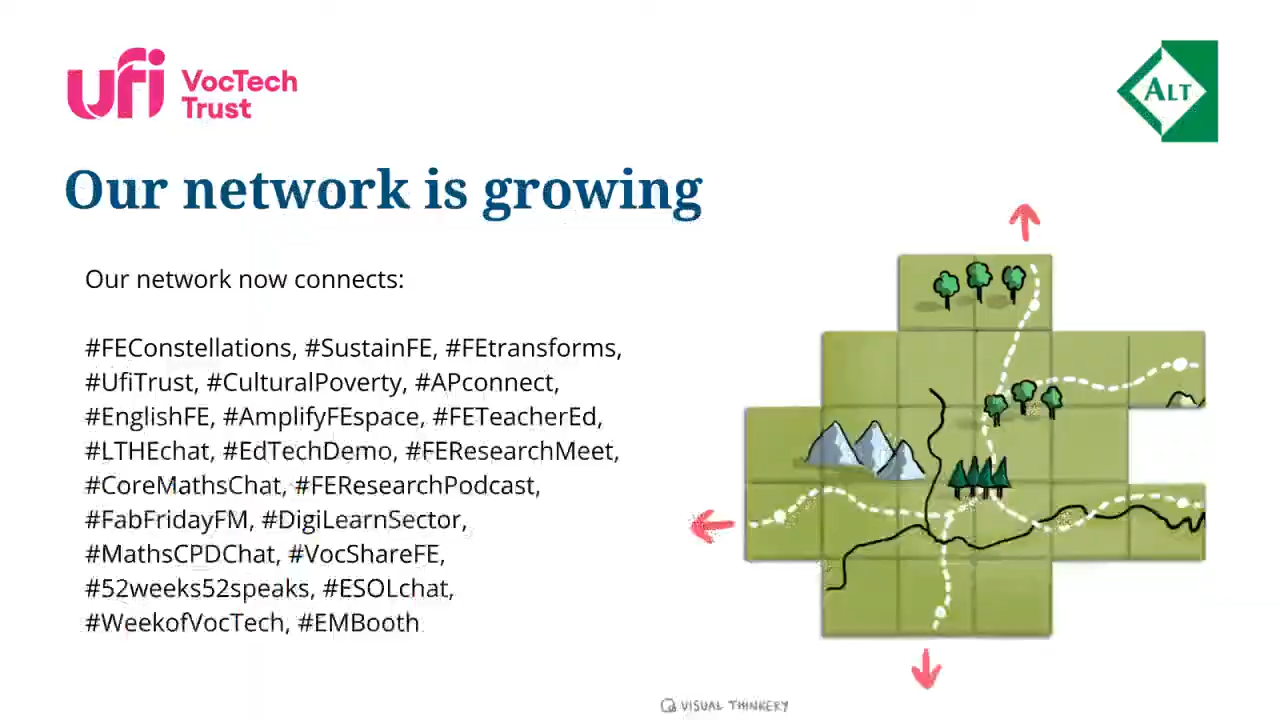 ufi VocTech
Trust
ALT
Our network is growing
Our network now connects:
#FEConstellations, #SustainFE, #FEtransforms,
#UfiTrust, #CulturalPoverty, #APconnect,
#EnglishFE, #AmplifyFEspace, #FETeacherEd,
#LTHEchat, #EdTechDemo, #FEResearchMeet,
#CoreMathsChat, #FEResearchPodcast,
#FabFridayFM, #DigiLearnSector,
#MathsCPDChat, #VocShareFE,
#52weeks52speaks, #ESOLchat,
#WeekofVocTech, #EMBooth
VISUAL THINKERY